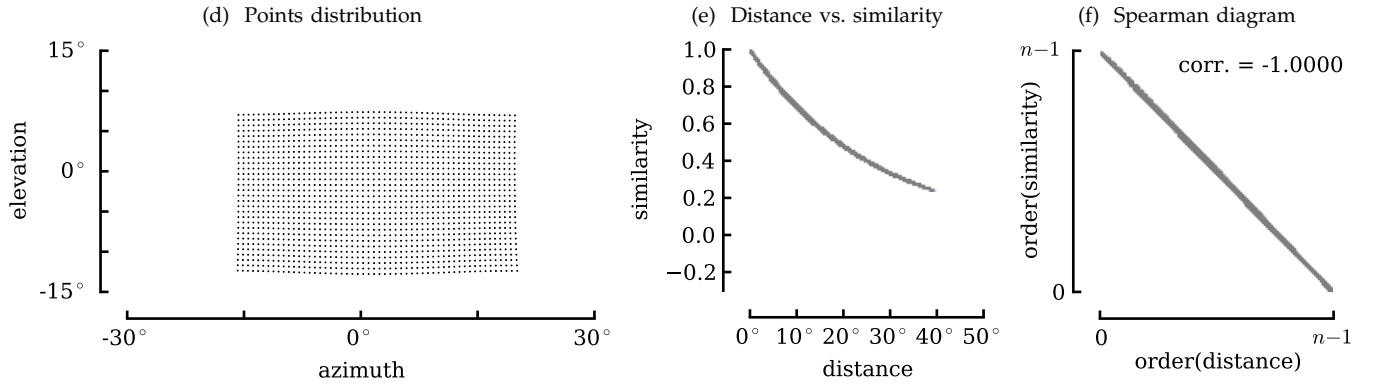 (d) Points distribution
15°
0°
-15°
elevation
-30°
0°
30°
azimuth
(e) Distance vs. similarity
1.0
0.8
0.6
0.4
0.2
0.0
−0.2
similarity
0° 10° 20° 30° 40° 50°
distance
(f) Spearman diagram
n−1
corr. = -1.0000
order(similarity)
0
0
n−1
order(distance)